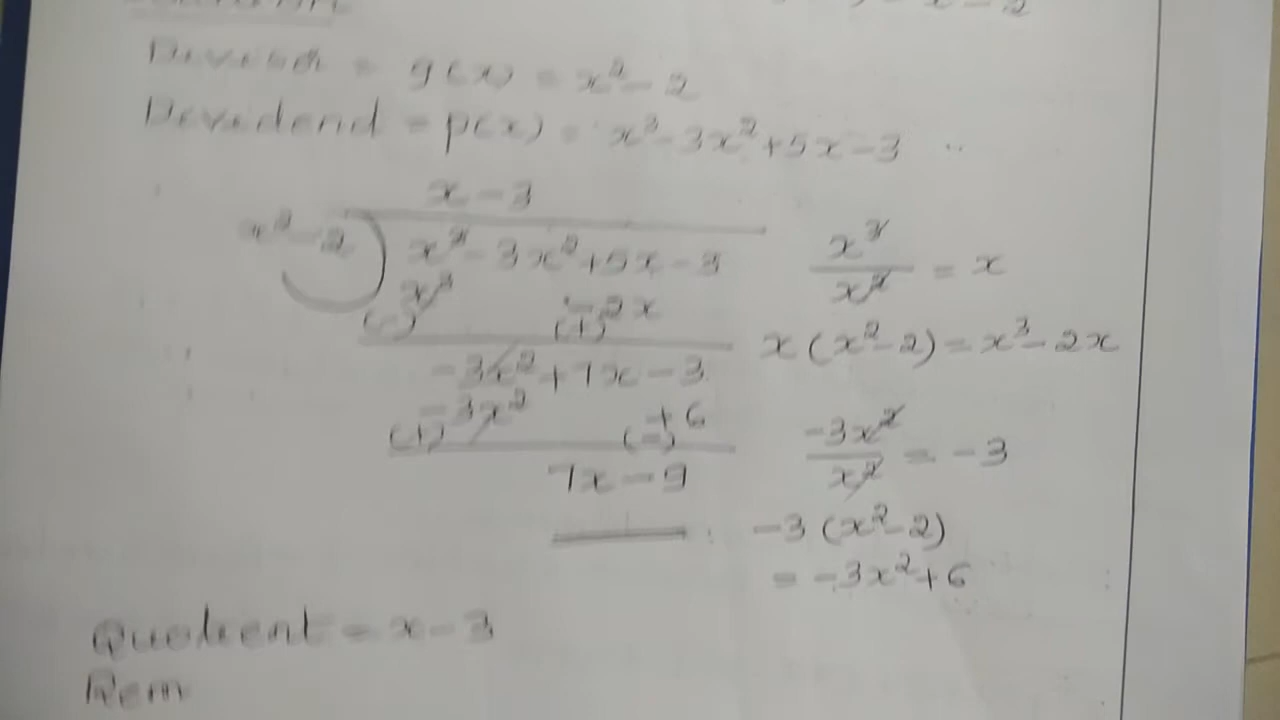 x - 2
Divisor = g(x) = x² - 2
Dividend = p(x) = x³ - 3x² + 5x - 3
x - 3
x² - 2 ) x³ - 3x² + 5x - 3
x³ - 2x
(-) (+)
-3x² + 7x - 3
-3x² + 6
(+) (-)
7x - 9
x³/x² = x
x(x² - 2) = x³ - 2x
-3x²/x² = -3
-3(x² - 2)
= -3x² + 6
Quotient = x - 3
Rem